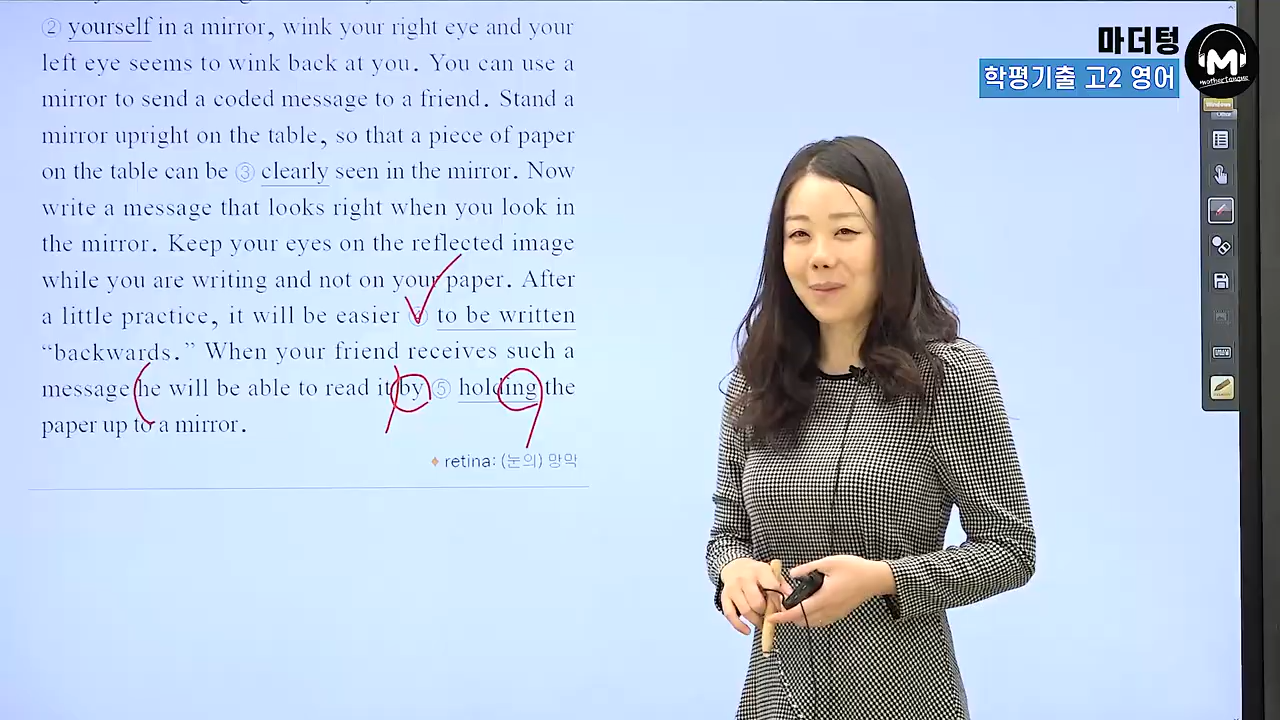 ② yourself in a mirror, wink your right eye and your
left eye seems to wink back at you. You can use a
mirror to send a coded message to a friend. Stand a
mirror upright on the table, so that a piece of paper
on the table can be ③ clearly seen in the mirror. Now
write a message that looks right when you look in
the mirror. Keep your eyes on the reflected image
while you are writing and not on your paper. After
a little practice, it will be easier to be written
“backwards.” When your friend receives such a
message he will be able to read it by ⑤ holding the
paper up to a mirror.
retina: (눈의) 망막
마더텅
학평기출 고2 영어
M
mothertongue
Windows
Office